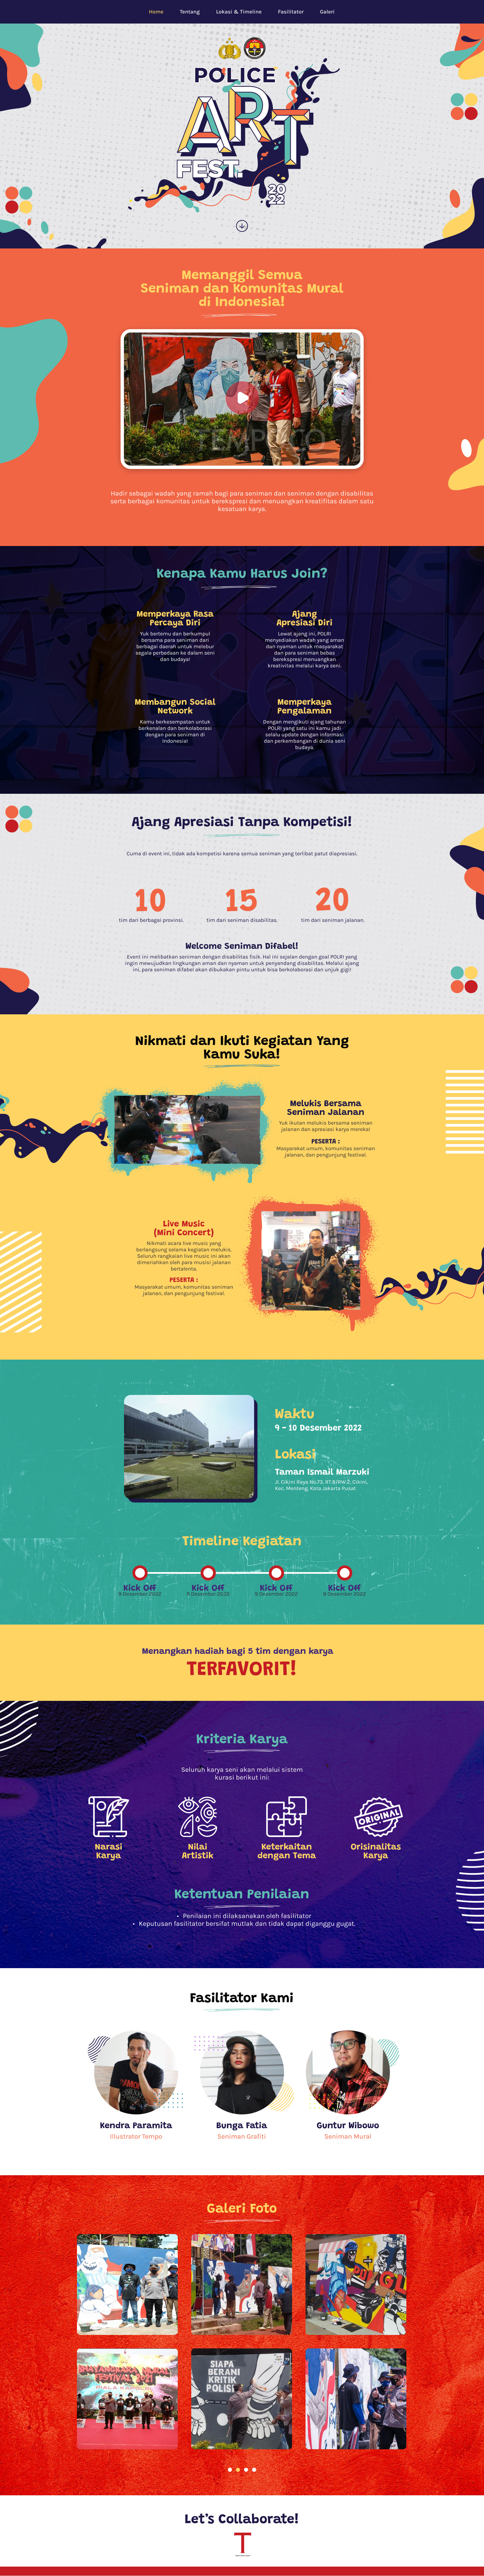 Home Tentang Lokasi & Timeline Fasilitator Galeri
POLICE
ART
FEST
20
22
Memanggil Semua
Seniman dan Komunitas Mural
di Indonesia!
TEMPO.CO
Hadir sebagai wadah yang ramah bagi para seniman dan seniman dengan disabilitas
serta berbagai komunitas untuk berekspresi dan menuangkan kreatifitas dalam satu
kesatuan karya.
Kenapa Kamu Harus Join?
Memperkaya Rasa
Percaya Diri
Yuk bertemu dan berkumpul
bersama para seniman dari
berbagai daerah untuk melebur
segala perbedaan ke dalam seni
dan budaya!
Ajang
Apresiasi Diri
Lewat ajang ini, POLRI
menyediakan wadah yang aman
dan nyaman untuk masyarakat
dan para seniman bebas
berekspresi menuangkan
kreativitas melalui karya seni.
Membangun Social
Network
Kamu berkesempatan untuk
berkenalan dan berkolaborasi
dengan para seniman di
Indonesia!
Memperkaya
Pengalaman
Dengan mengikuti ajang tahunan
POLRI yang satu ini kamu jadi
selalu update dengan informasi
dan perkembangan di dunia seni
budaya.
Ajang Apresiasi Tanpa Kompetisi!
Cuma di event ini, tidak ada kompetisi karena semua seniman yang terlibat patut diapresiasi.
10
tim dari berbagai provinsi.
15
tim dari seniman disabilitas.
20
tim dari seniman jalanan.
Welcome Seniman Difabel!
Event ini melibatkan seniman dengan disabilitas fisik. Hal ini sejalan dengan goal POLRI yang
ingin mewujudkan lingkungan aman dan nyaman untuk penyandang disabilitas. Melalui ajang
ini, para seniman difabel akan dibukakan pintu untuk bisa berkolaborasi dan unjuk gigi!
Nikmati dan Ikuti Kegiatan Yang
Kamu Suka!
Melukis Bersama
Seniman Jalanan
Yuk ikutan melukis bersama seniman
jalanan dan apresiasi karya mereka!
PESERTA :
Masyarakat umum, komunitas seniman
jalanan, dan pengunjung festival.
Live Music
(Mini Concert)
Nikmati acara live music yang
berlangsung selama kegiatan melukis.
Seluruh rangkaian live music ini akan
dimeriahkan oleh para musisi jalanan
bertalenta.
PESERTA :
Masyarakat umum, komunitas seniman
jalanan, dan pengunjung festival.
Waktu
9 - 10 Desember 2022
Lokasi
Taman Ismail Marzuki
Jl. Cikini Raya No.73, RT.8/RW.2, Cikini,
Kec. Menteng, Kota Jakarta Pusat
Timeline Kegiatan
Kick Off Kick Off Kick Off Kick Off
9 Desember 2022 9 Desember 2022 9 Desember 2022 9 Desember 2022
Menangkan hadiah bagi 5 tim dengan karya
TERFAVORIT!
Kriteria Karya
Seluruh karya seni akan melalui sistem
kurasi berikut ini:
ORIGINAL
Narasi
Karya
Nilai
Artistik
Keterkaitan
dengan Tema
Orisinalitas
Karya
Ketentuan Penilaian
• Penilaian ini dilaksanakan oleh fasilitator
• Keputusan fasilitator bersifat mutlak dan tidak dapat diganggu gugat.
Fasilitator Kami
Kendra Paramita
Illustrator Tempo
Bunga Fatia
Seniman Grafiti
Guntur Wibowo
Seniman Mural
Galeri Foto
SIAPA
BERANI
KRITIK
POLISI
Let's Collaborate!
T